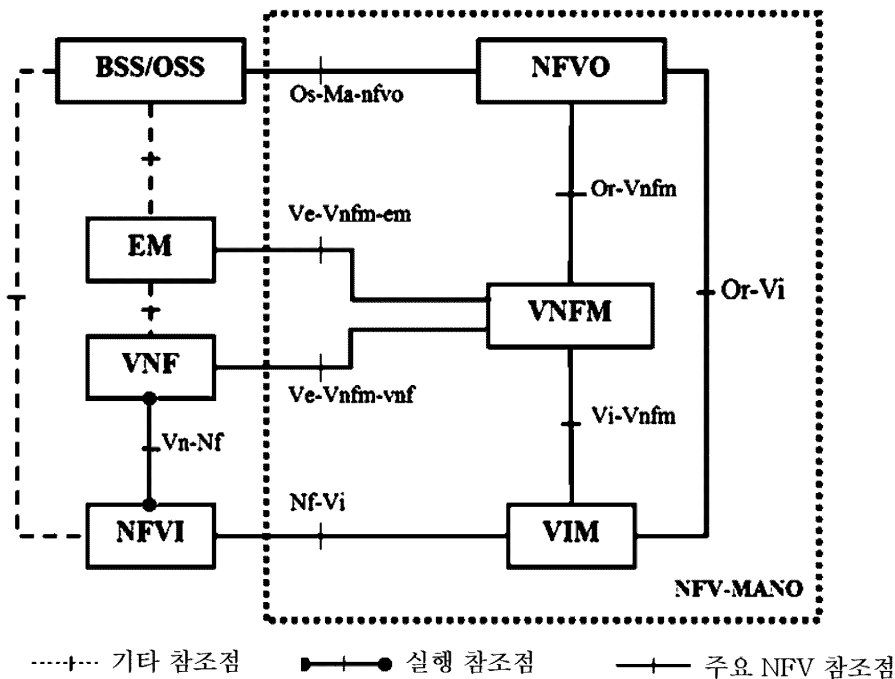 BSS/OSS
NFVO
Os-Ma-nfvo
Or-Vnfm
Ve-Vnfm-em
EM
VNFM
Or-Vi
VNF
Ve-Vnfm-vnf
Vi-Vnfm
Vn-Nf
Nf-Vi
NFVI
VIM
NFV-MANO
기타 참조점
실행 참조점
주요 NFV 참조점